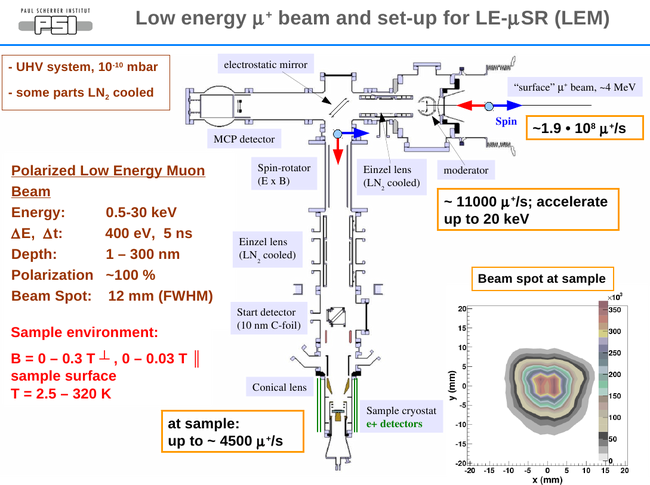 PAUL SCHERRER INSTITUT
PSI
Low energy μ⁺ beam and set-up for LE-μSR (LEM)
- UHV system, 10⁻¹⁰ mbar
- some parts LN₂ cooled
electrostatic mirror
MCP detector
Spin-rotator
(E x B)
Einzel lens
(LN₂ cooled)
moderator
"surface" μ⁺ beam, ~4 MeV
Spin
~1.9 • 10⁸ μ⁺/s
~ 11000 μ⁺/s; accelerate
up to 20 keV
Polarized Low Energy Muon
Beam
Energy: 0.5-30 keV
ΔE, Δt: 400 eV, 5 ns
Depth: 1 – 300 nm
Polarization ~100 %
Beam Spot: 12 mm (FWHM)
Sample environment:
B = 0 – 0.3 T ⊥ , 0 – 0.03 T ∥
sample surface
T = 2.5 – 320 K
Einzel lens
(LN₂ cooled)
Start detector
(10 nm C-foil)
Conical lens
Sample cryostat
e+ detectors
at sample:
up to ~ 4500 μ⁺/s
Beam spot at sample
×10³
350
300
250
200
150
100
50
0
y (mm)
20
15
10
5
0
-5
-10
-15
-20
-20 -15 -10 -5 0 5 10 15 20
x (mm)